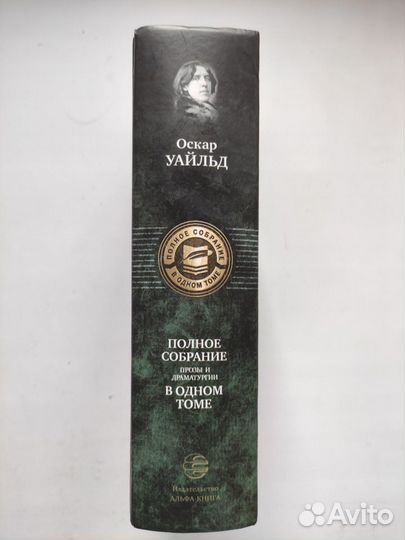 Оскар
УАЙЛЬД
ПОЛНОЕ СОБРАНИЕ
В ОДНОМ ТОМЕ
ПОЛНОЕ
СОБРАНИЕ
ПРОЗЫ И
ДРАМАТУРГИИ
В ОДНОМ
ТОМЕ
Издательство
АЛЬФА-КНИГА
Avito